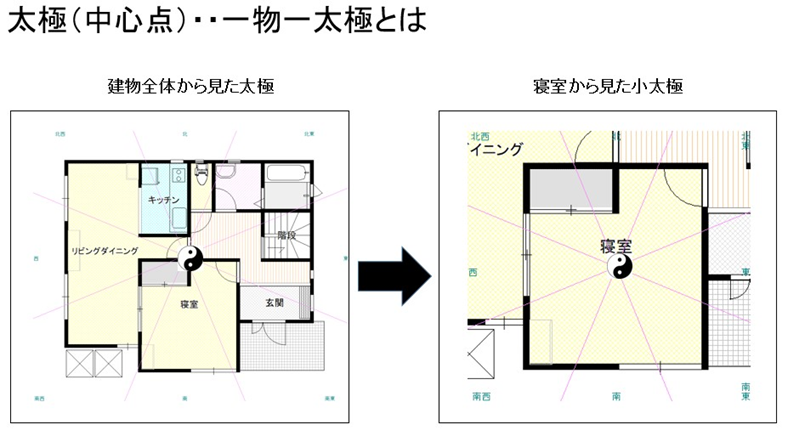 太極(中心点)・・一物一太極とは
建物全体から見た太極
寝室から見た小太極
北西
北
北東
キッチン
リビングダイニング
階段
西
東
寝室
玄関
南西
南
南東
北西
北
北東
イニング
寝室
西
東
南西
南
南東